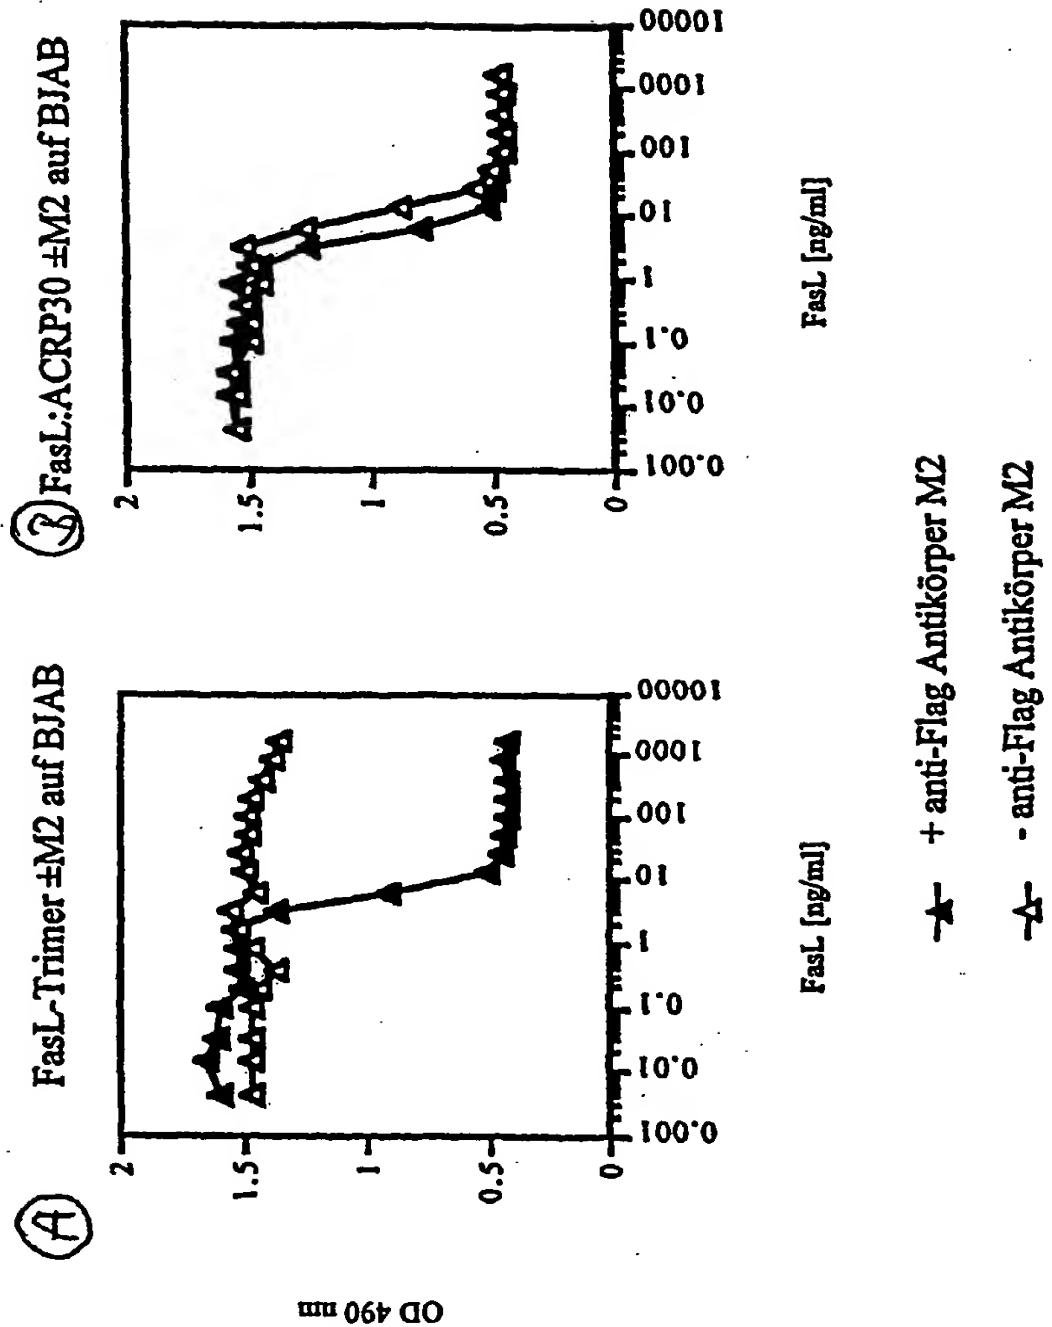 A
FasL-Trimer ±M2 auf BJAB
OD 490 nm
2
1.5
1
0.5
0
0.001
0.01
0.1
1
10
100
1000
10000
FasL [ng/ml]
B
FasL:ACRP30 ±M2 auf BJAB
2
1.5
1
0.5
0
0.001
0.01
0.1
1
10
100
1000
10000
FasL [ng/ml]
+ anti-Flag Antikörper M2
- anti-Flag Antikörper M2